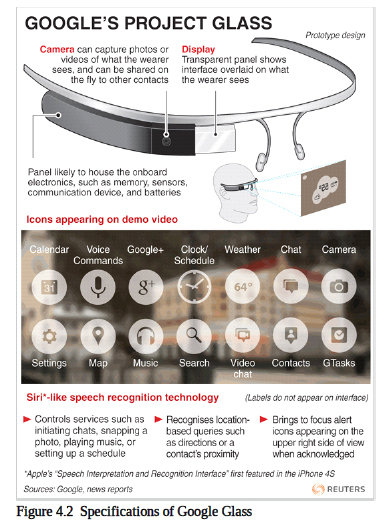 GOOGLE'S PROJECT GLASS
Prototype design
Camera can capture photos or
videos of what the wearer
sees, and can be shared on
the fly to other contacts
Display
Transparent panel shows
interface overlaid on what
the wearer sees
Panel likely to house the onboard
electronics, such as memory, sensors,
communication device, and batteries
Icons appearing on demo video
Calendar
Voice
Commands
Google+
Clock/
Schedule
Weather
Chat
Camera
31
g+
64°
Settings
Map
Music
Search
Video
chat
Contacts
GTasks
Siri*-like speech recognition technology
(Labels do not appear on interface)
Controls services such as
initiating chats, snapping a
photo, playing music, or
setting up a schedule
Recognises location-
based queries such
as directions or a
contact's proximity
Brings to focus alert
icons appearing on the
upper right side of view
when acknowledged
*Apple's "Speech Interpretation and Recognition Interface" first featured in the iPhone 4S
Sources: Google, news reports
REUTERS
Figure 4.2 Specifications of Google Glass